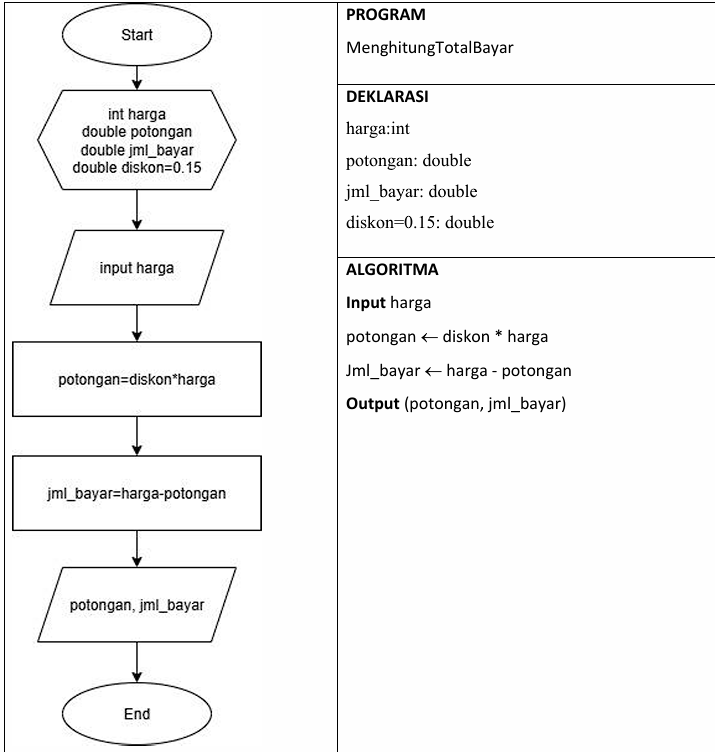 Start
int harga
double potongan
double jml_bayar
double diskon=0.15
input harga
potongan=diskon*harga
jml_bayar=harga-potongan
potongan, jml_bayar
End
PROGRAM
MenghitungTotalBayar
DEKLARASI
harga:int
potongan: double
jml_bayar: double
diskon=0.15: double
ALGORITMA
Input harga
potongan ← diskon * harga
Jml_bayar ← harga - potongan
Output (potongan, jml_bayar)